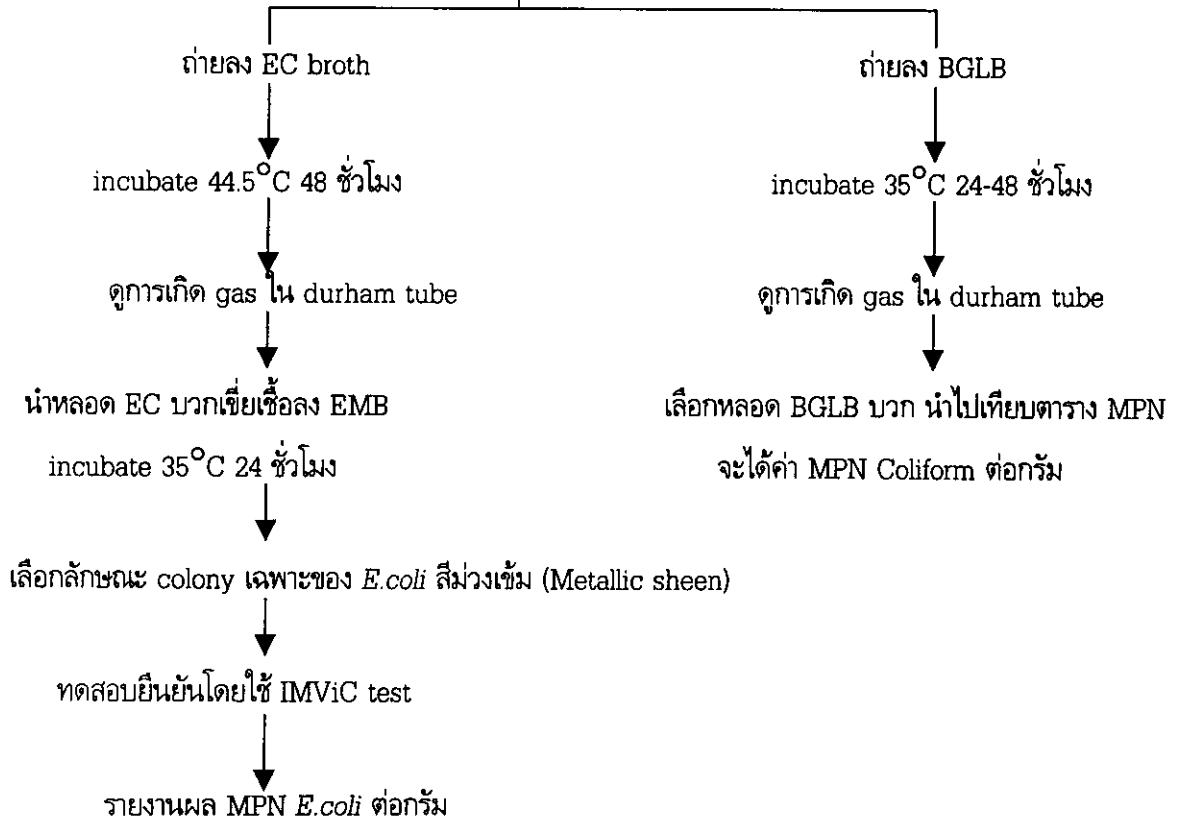 ถ่ายลง EC broth
incubate 44.5°C 48 ชั่วโมง
ดูการเกิด gas ใน durham tube
นำหลอด EC บวกเขี่ยเชื้อลง EMB
incubate 35°C 24 ชั่วโมง
เลือกลักษณะ colony เฉพาะของ E.coli สีม่วงเข้ม (Metallic sheen)
ทดสอบยืนยันโดยใช้ IMViC test
รายงานผล MPN E.coli ต่อกรัม
ถ่ายลง BGLB
incubate 35°C 24-48 ชั่วโมง
ดูการเกิด gas ใน durham tube
เลือกหลอด BGLB บวก นำไปเทียบตาราง MPN
จะได้ค่า MPN Coliform ต่อกรัม